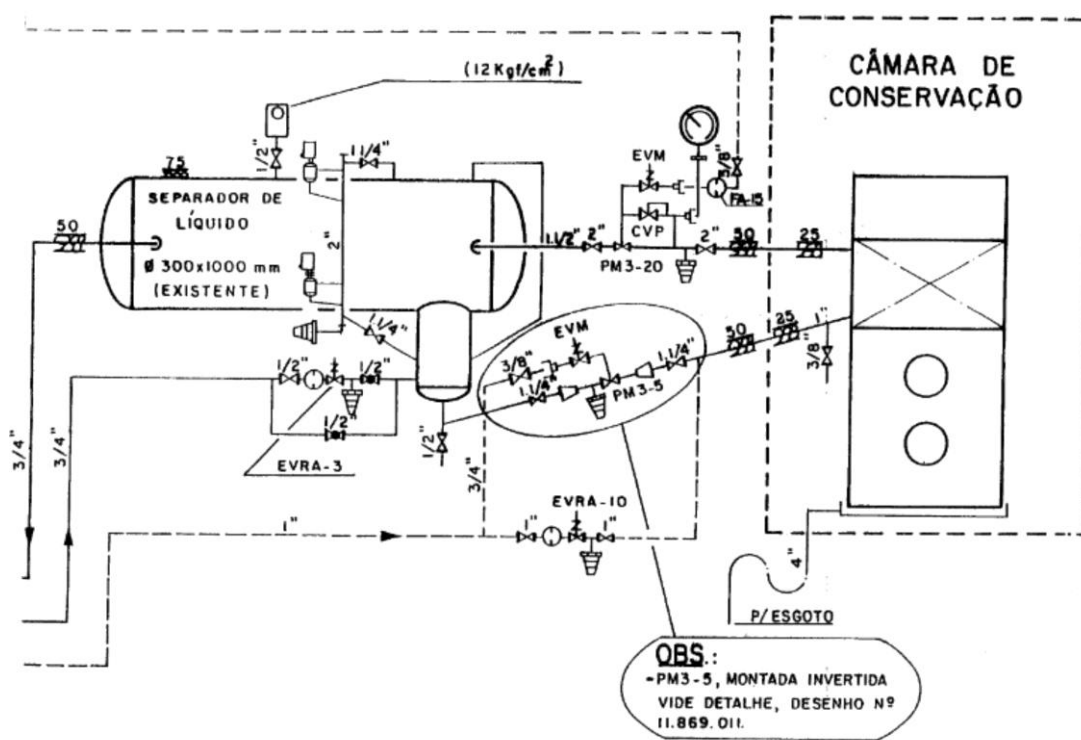 (12 Kgf/cm²)
CÂMARA DE
CONSERVAÇÃO
1/2"
1.1/4"
75
SEPARADOR DE
LÍQUIDO
Ø 300x1000 mm
(EXISTENTE)
50
2"
EVM
3/8"
FA-15
CVP
1.1/2"
2"
PM3-20
2"
50
25
1.1/4"
EVM
3/8"
1.1/4"
PM3-5
1.1/4"
50
25
1"
3/8"
1/2"
1/2"
1/2"
1/2"
EVRA-3
3/4"
3/4"
3/4"
EVRA-10
1"
1"
1"
4"
P/ESGOTO
OBS.:
-PM3-5, MONTADA INVERTIDA
VIDE DETALHE, DESENHO Nº
11.869.011.